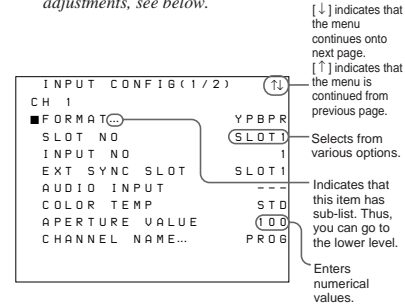 adjustments, see below.
[↓] indicates that
the menu
continues onto
next page.
[↑] indicates that
the menu is
continued from
previous page.
INPUT CONFIG(1/2) ↑↓
CH 1
■FORMAT… YPBPR
SLOT NO SLOT1
INPUT NO 1
EXT SYNC SLOT SLOT1
AUDIO INPUT ---
COLOR TEMP STD
APERTURE VALUE 100
CHANNEL NAME… PROG
Selects from
various options.
Indicates that
this item has
sub-list. Thus,
you can go to
the lower level.
Enters
numerical
values.